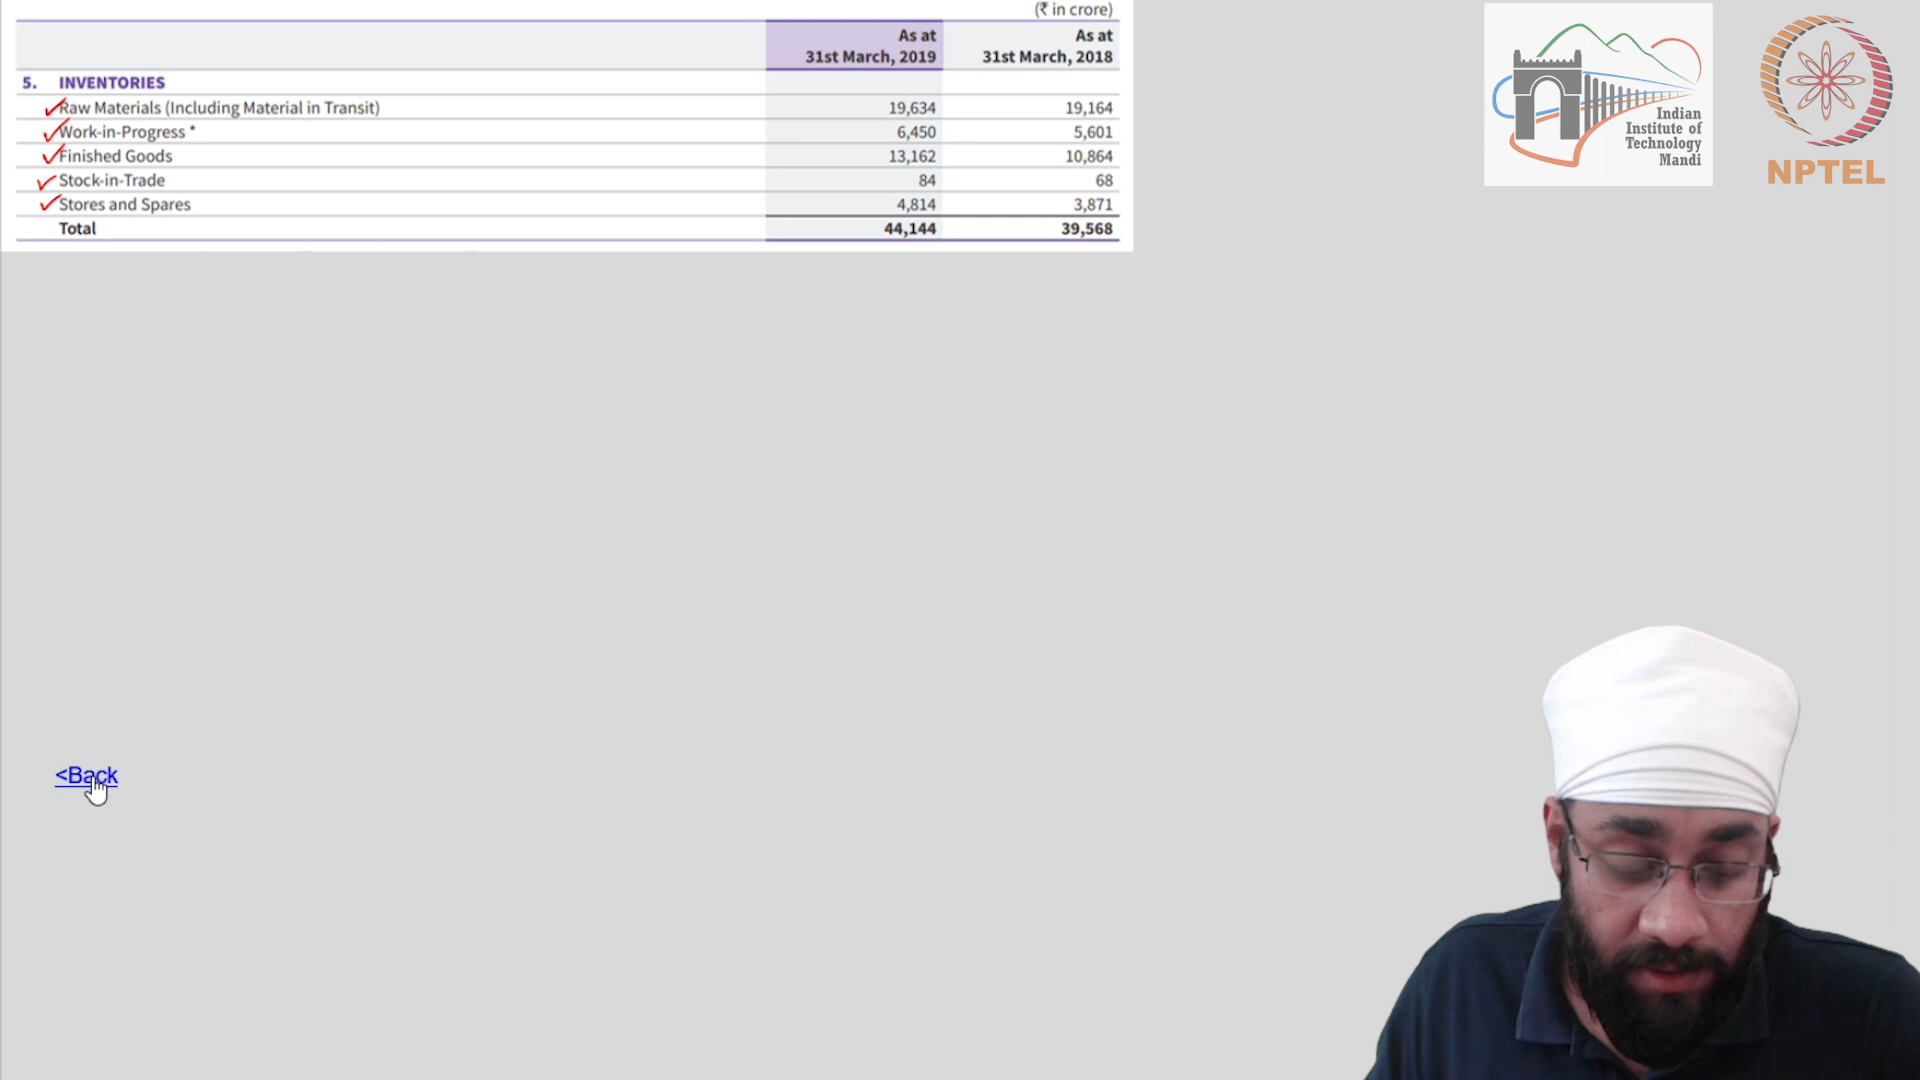 (₹ in crore)
As at 31st March, 2019 As at 31st March, 2018
5. INVENTORIES
Raw Materials (Including Material in Transit) 19,634 19,164
Work-in-Progress * 6,450 5,601
Finished Goods 13,162 10,864
Stock-in-Trade 84 68
Stores and Spares 4,814 3,871
Total 44,144 39,568
Indian
Institute of
Technology
Mandi
NPTEL
<Back